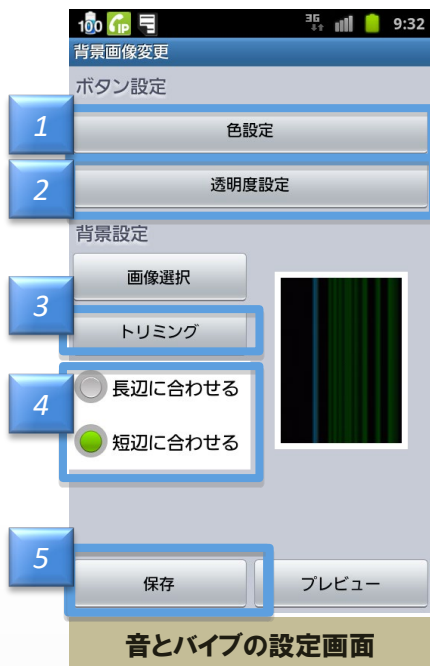 100 iP 3G 9:32
背景画像変更
ボタン設定
1 色設定
2 透明度設定
背景設定
画像選択
3 トリミング
4 長辺に合わせる
短辺に合わせる
5 保存 プレビュー
音とバイブの設定画面